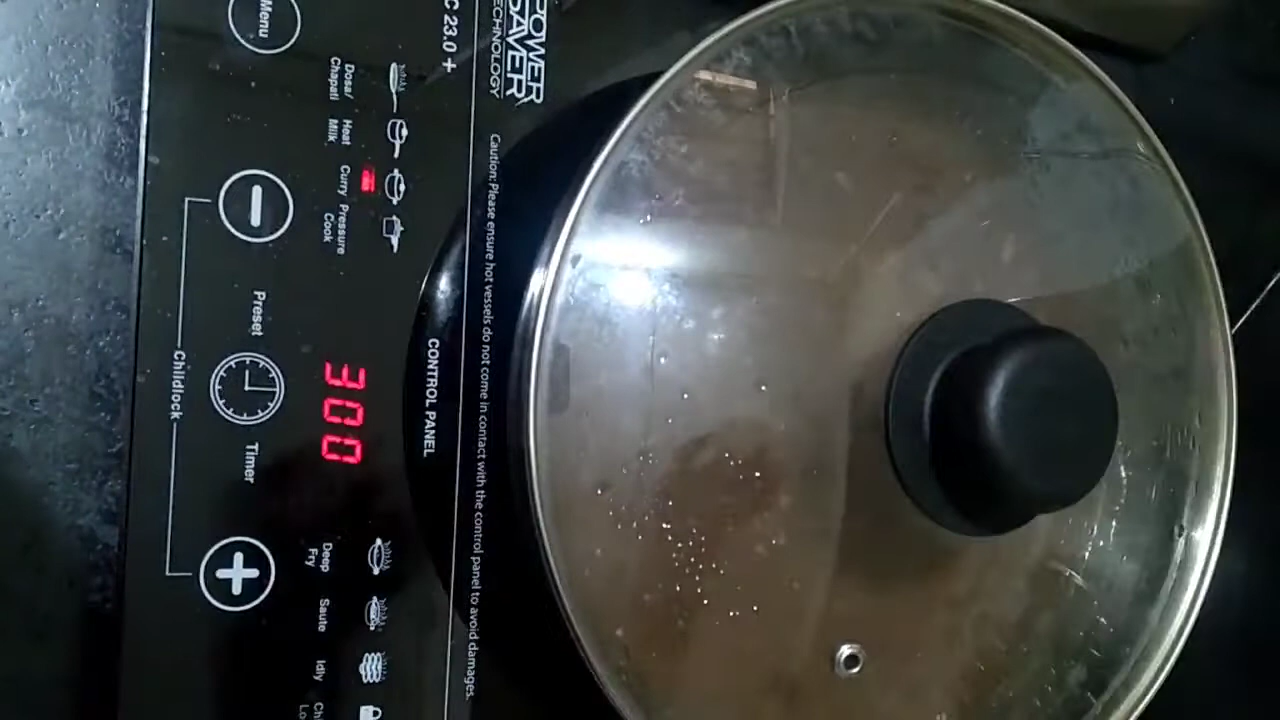 POWER
SAVER
TECHNOLOGY
C 23.0 +
Menu
Dosa/
Chapati
Heat
Milk
Curry
Pressure
Cook
Caution: Please ensure hot vessels do not come in contact with the control panel to avoid damages.
CONTROL PANEL
Preset
300
Timer
Childlock
Deep
Fry
Saute
Idly